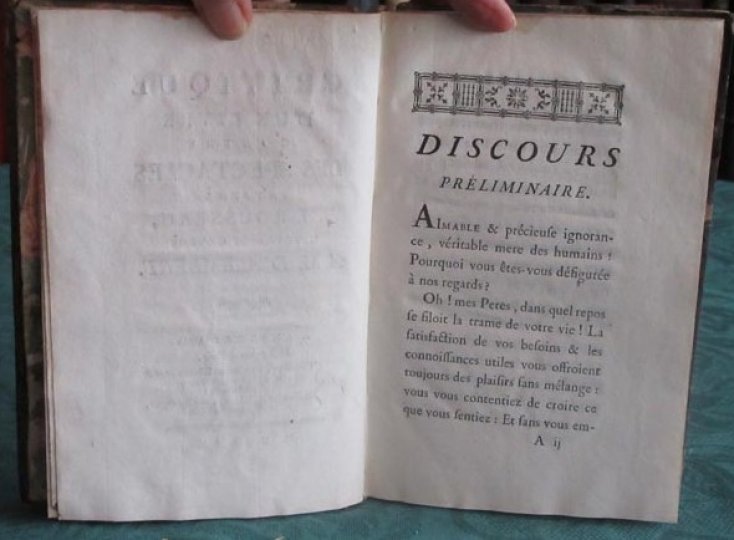 DISCOURS
PRÉLIMINAIRE.
AIMABLE & précieuſe ignoran-
ce, véritable mere des humains !
Pourquoi vous êtes-vous défigurée
à nos regards ?
Oh ! mes Peres, dans quel repos
ſe filoit la trame de votre vie ! La
ſatisfaction de vos beſoins & les
connoiſſances utiles vous offroient
toujours des plaiſirs ſans mélange :
vous vous contentiez de croire ce
que vous ſentiez : Et ſans vous em-
A ij